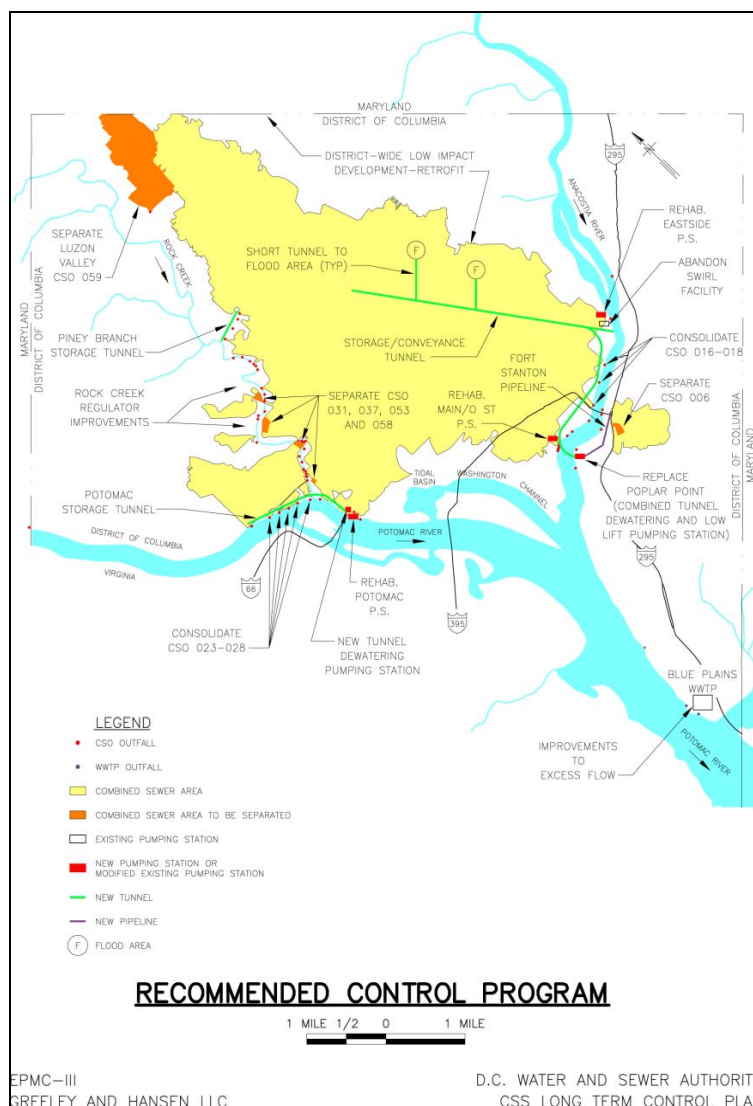 MARYLAND
DISTRICT OF COLUMBIA
DISTRICT-WIDE LOW IMPACT
DEVELOPMENT-RETROFIT
295
ANACOSTIA RIVER
REHAB.
EASTSIDE
P.S.
ABANDON
SWIRL
FACILITY
SEPARATE
LUZON
VALLEY
CSO 059
ROCK CREEK
SHORT TUNNEL TO
FLOOD AREA (TYP)
F
F
MARYLAND
DISTRICT OF COLUMBIA
PINEY BRANCH
STORAGE TUNNEL
STORAGE/CONVEYANCE
TUNNEL
CONSOLIDATE
CSO 016-018
FORT
STANTON
PIPELINE
SEPARATE
CSO 006
ROCK CREEK
REGULATOR
IMPROVEMENTS
SEPARATE CSO
031, 037, 053
AND 058
REHAB.
MAIN/O ST
P.S.
DISTRICT OF COLUMBIA
MARYLAND
POTOMAC
STORAGE TUNNEL
TIDAL
BASIN
WASHINGTON
CHANNEL
REPLACE
POPLAR POINT
(COMBINED TUNNEL
DEWATERING AND LOW
LIFT PUMPING STATION)
DISTRICT OF COLUMBIA
VIRGINIA
POTOMAC RIVER
66
REHAB.
POTOMAC
P.S.
395
295
CONSOLIDATE
CSO 023-028
NEW TUNNEL
DEWATERING
PUMPING STATION
BLUE PLAINS
WWTP
IMPROVEMENTS
TO
EXCESS FLOW
POTOMAC RIVER
LEGEND
CSO OUTFALL
WWTP OUTFALL
COMBINED SEWER AREA
COMBINED SEWER AREA TO BE SEPARATED
EXISTING PUMPING STATION
NEW PUMPING STATION OR
MODIFIED EXISTING PUMPING STATION
NEW TUNNEL
NEW PIPELINE
F FLOOD AREA
RECOMMENDED CONTROL PROGRAM
1 MILE 1/2 0 1 MILE
EPMC-III
GREELEY AND HANSEN LLC
D.C. WATER AND SEWER AUTHORIT
CSS LONG TERM CONTROL PLA